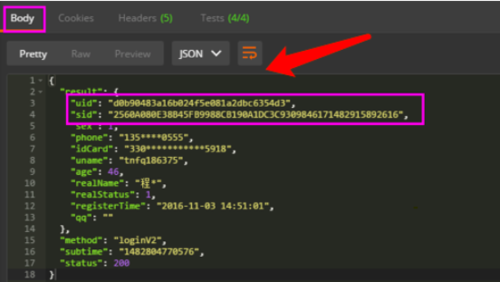 Body Cookies Headers (5) Tests (4/4)
Pretty Raw Preview JSON
1 {
2 "result": {
3 "uid": "d0b90483a16b024f5e081a2dbc6354d3",
4 "sid": "2560A080E38B45FB9988CB190A1DC3C930984617148291589261​6",
5 "sex": 1,
6 "phone": "135****0555",
7 "idCard": "330***********5918",
8 "uname": "tnfq186375",
9 "age": 46,
10 "realName": "程*",
11 "realStatus": 1,
12 "registerTime": "2016-11-03 14:51:01",
13 "qq": ""
14 },
15 "method": "loginV2",
16 "subtime": "1482804770576",
17 "status": 200
18 }